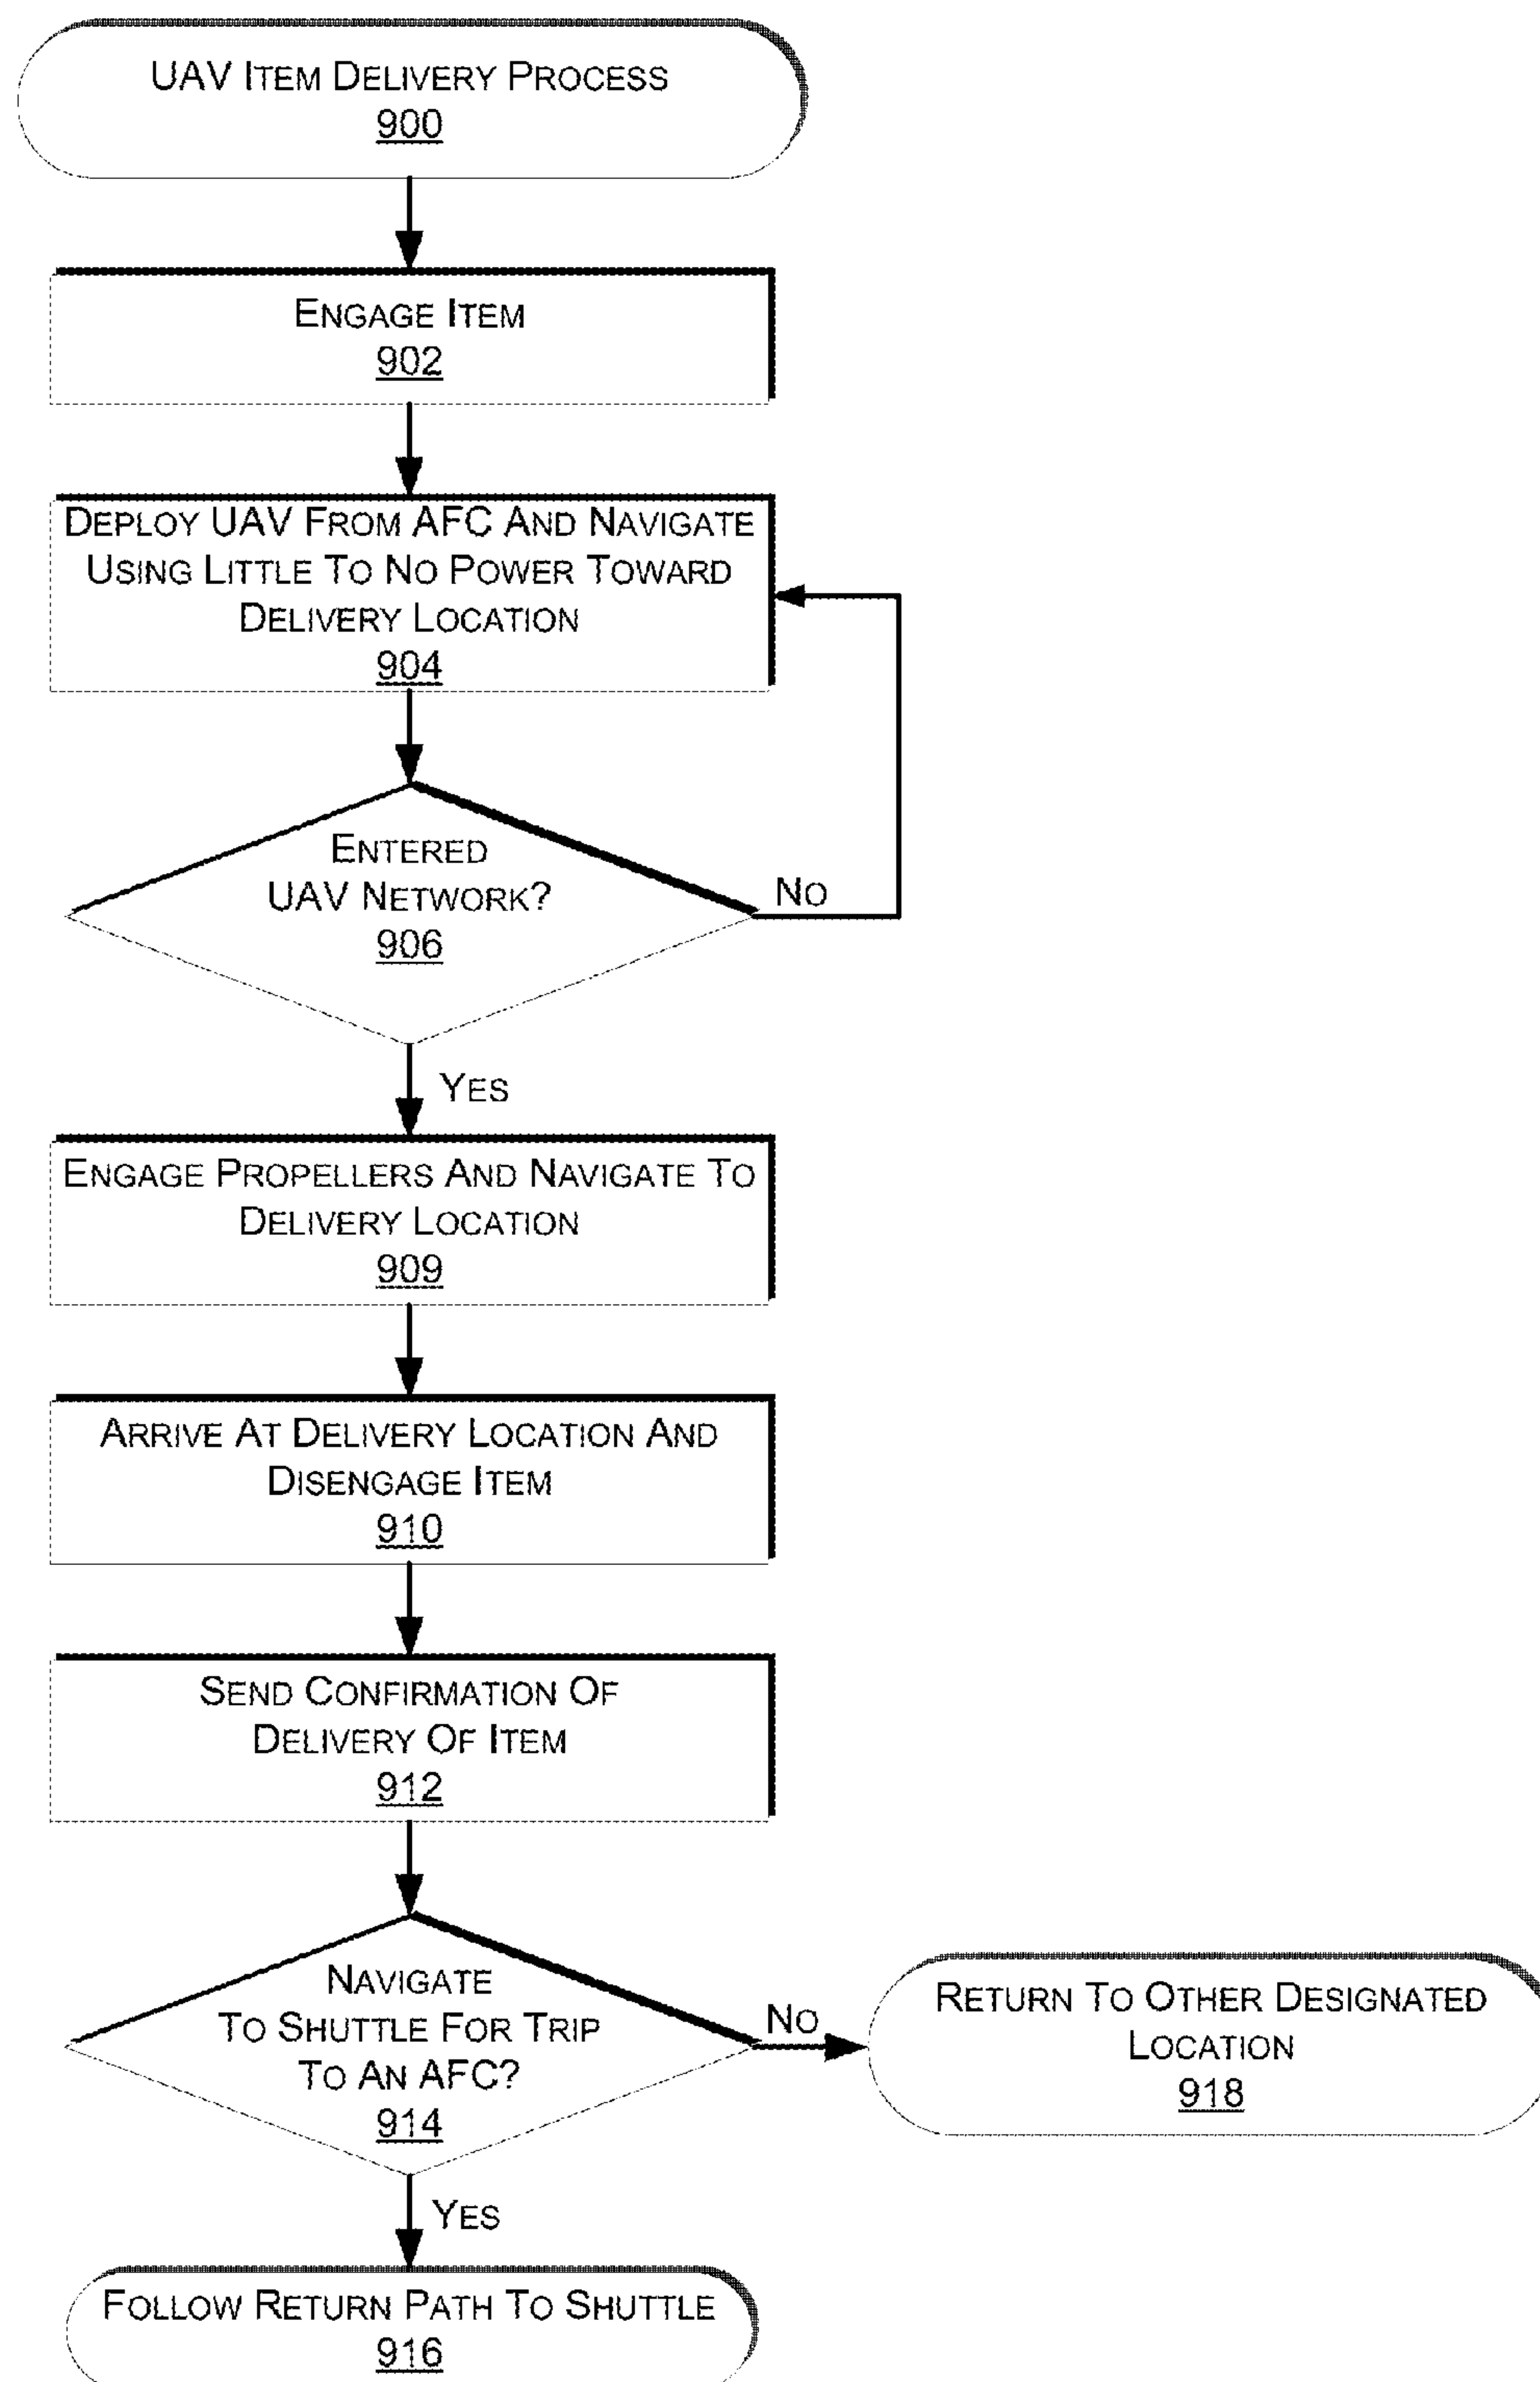 UAV ITEM DELIVERY PROCESS
900
ENGAGE ITEM
902
DEPLOY UAV FROM AFC AND NAVIGATE
USING LITTLE TO NO POWER TOWARD
DELIVERY LOCATION
904
ENTERED
UAV NETWORK?
906
NO
YES
ENGAGE PROPELLERS AND NAVIGATE TO
DELIVERY LOCATION
909
ARRIVE AT DELIVERY LOCATION AND
DISENGAGE ITEM
910
SEND CONFIRMATION OF
DELIVERY OF ITEM
912
NAVIGATE
TO SHUTTLE FOR TRIP
TO AN AFC?
914
NO
RETURN TO OTHER DESIGNATED
LOCATION
918
YES
FOLLOW RETURN PATH TO SHUTTLE
916